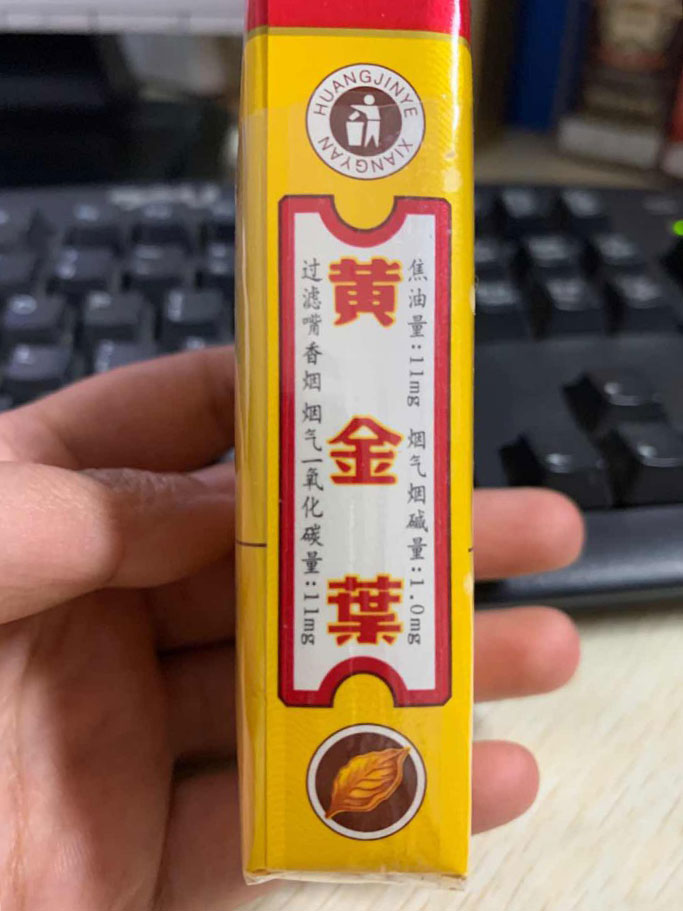 HUANGJINYE
XIANGYAN
焦油量:11mg 烟气烟碱量:1.0mg
黄金葉
过滤嘴香烟 烟气一氧化碳量:11mg